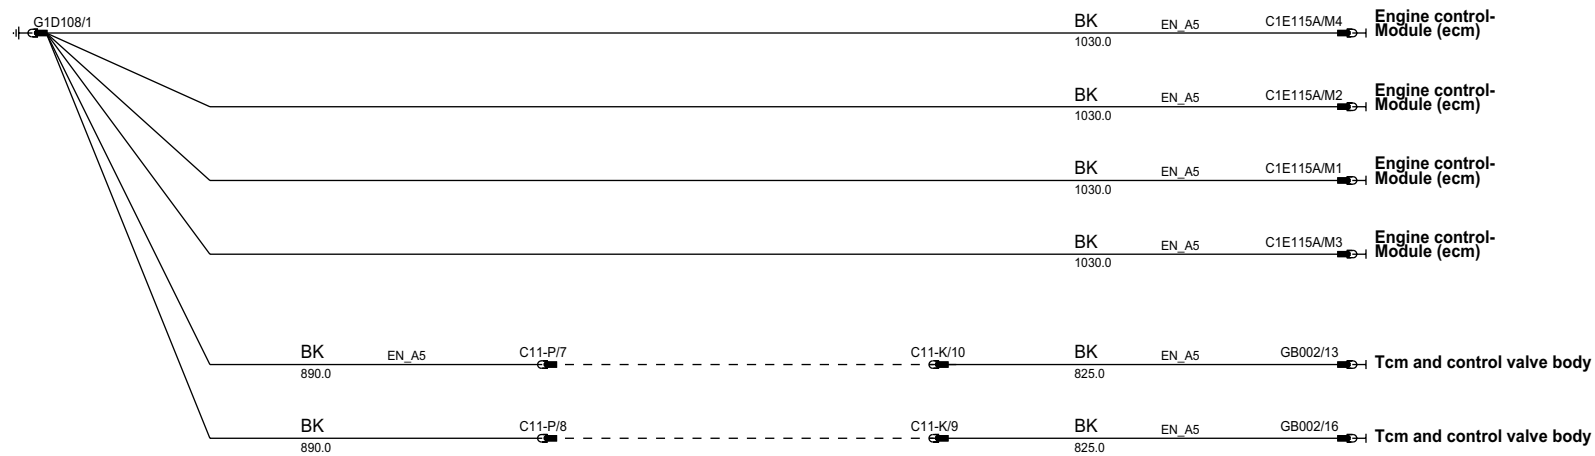 G1D108/1
BK EN_A5 C1E115A/M4 Engine control-
1030.0 Module (ecm)
BK EN_A5 C1E115A/M2 Engine control-
1030.0 Module (ecm)
BK EN_A5 C1E115A/M1 Engine control-
1030.0 Module (ecm)
BK EN_A5 C1E115A/M3 Engine control-
1030.0 Module (ecm)
BK EN_A5 C11-P/7 C11-K/10 BK EN_A5 GB002/13 Tcm and control valve body
890.0 825.0
BK EN_A5 C11-P/8 C11-K/9 BK EN_A5 GB002/16 Tcm and control valve body
890.0 825.0